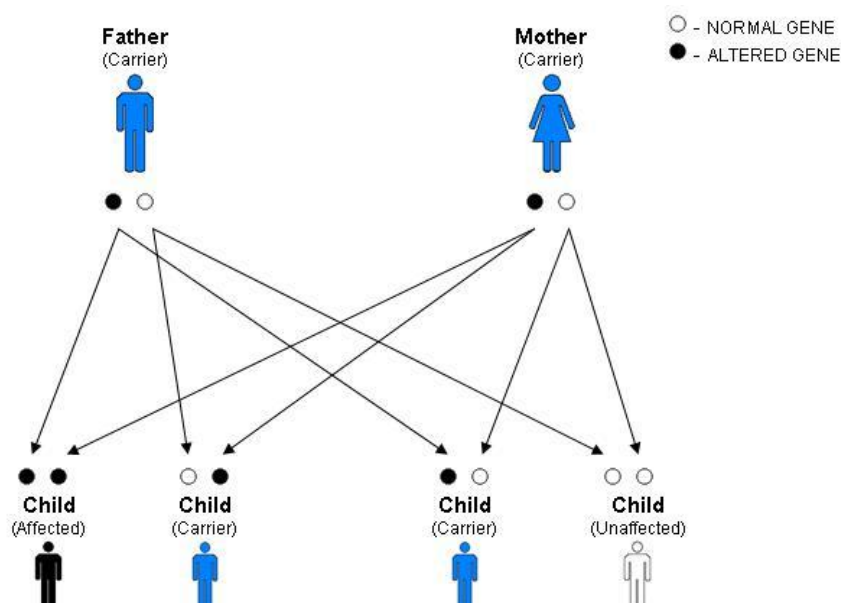 Father
(Carrier)
Mother
(Carrier)
- NORMAL GENE
- ALTERED GENE
Child
(Affected)
Child
(Carrier)
Child
(Carrier)
Child
(Unaffected)